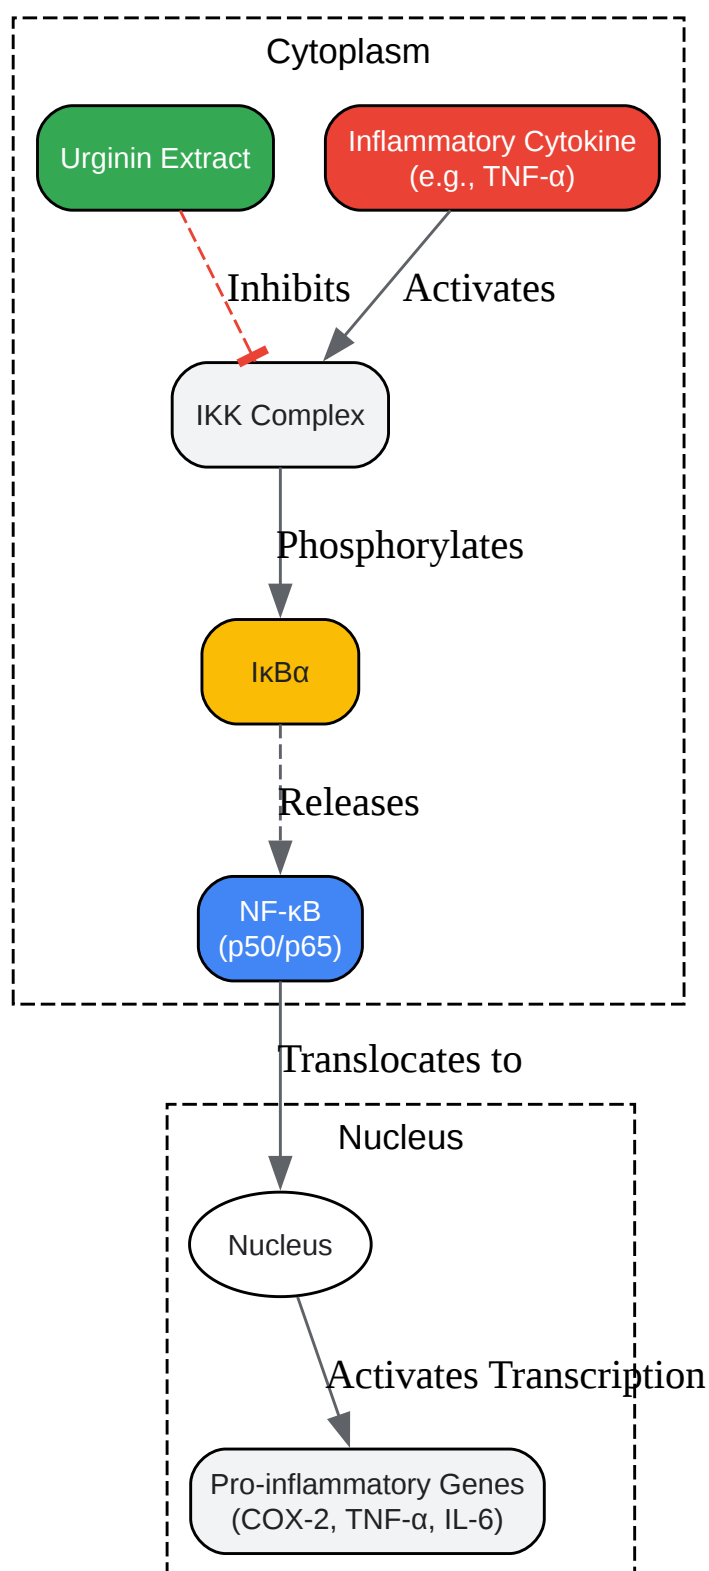 Cytoplasm
Urginin Extract
Inflammatory Cytokine
(e.g., TNF-α)
Inhibits
Activates
IKK Complex
Phosphorylates
IκBα
Releases
NF-κB
(p50/p65)
Translocates to
Nucleus
Nucleus
Activates Transcription
Pro-inflammatory Genes
(COX-2, TNF-α, IL-6)